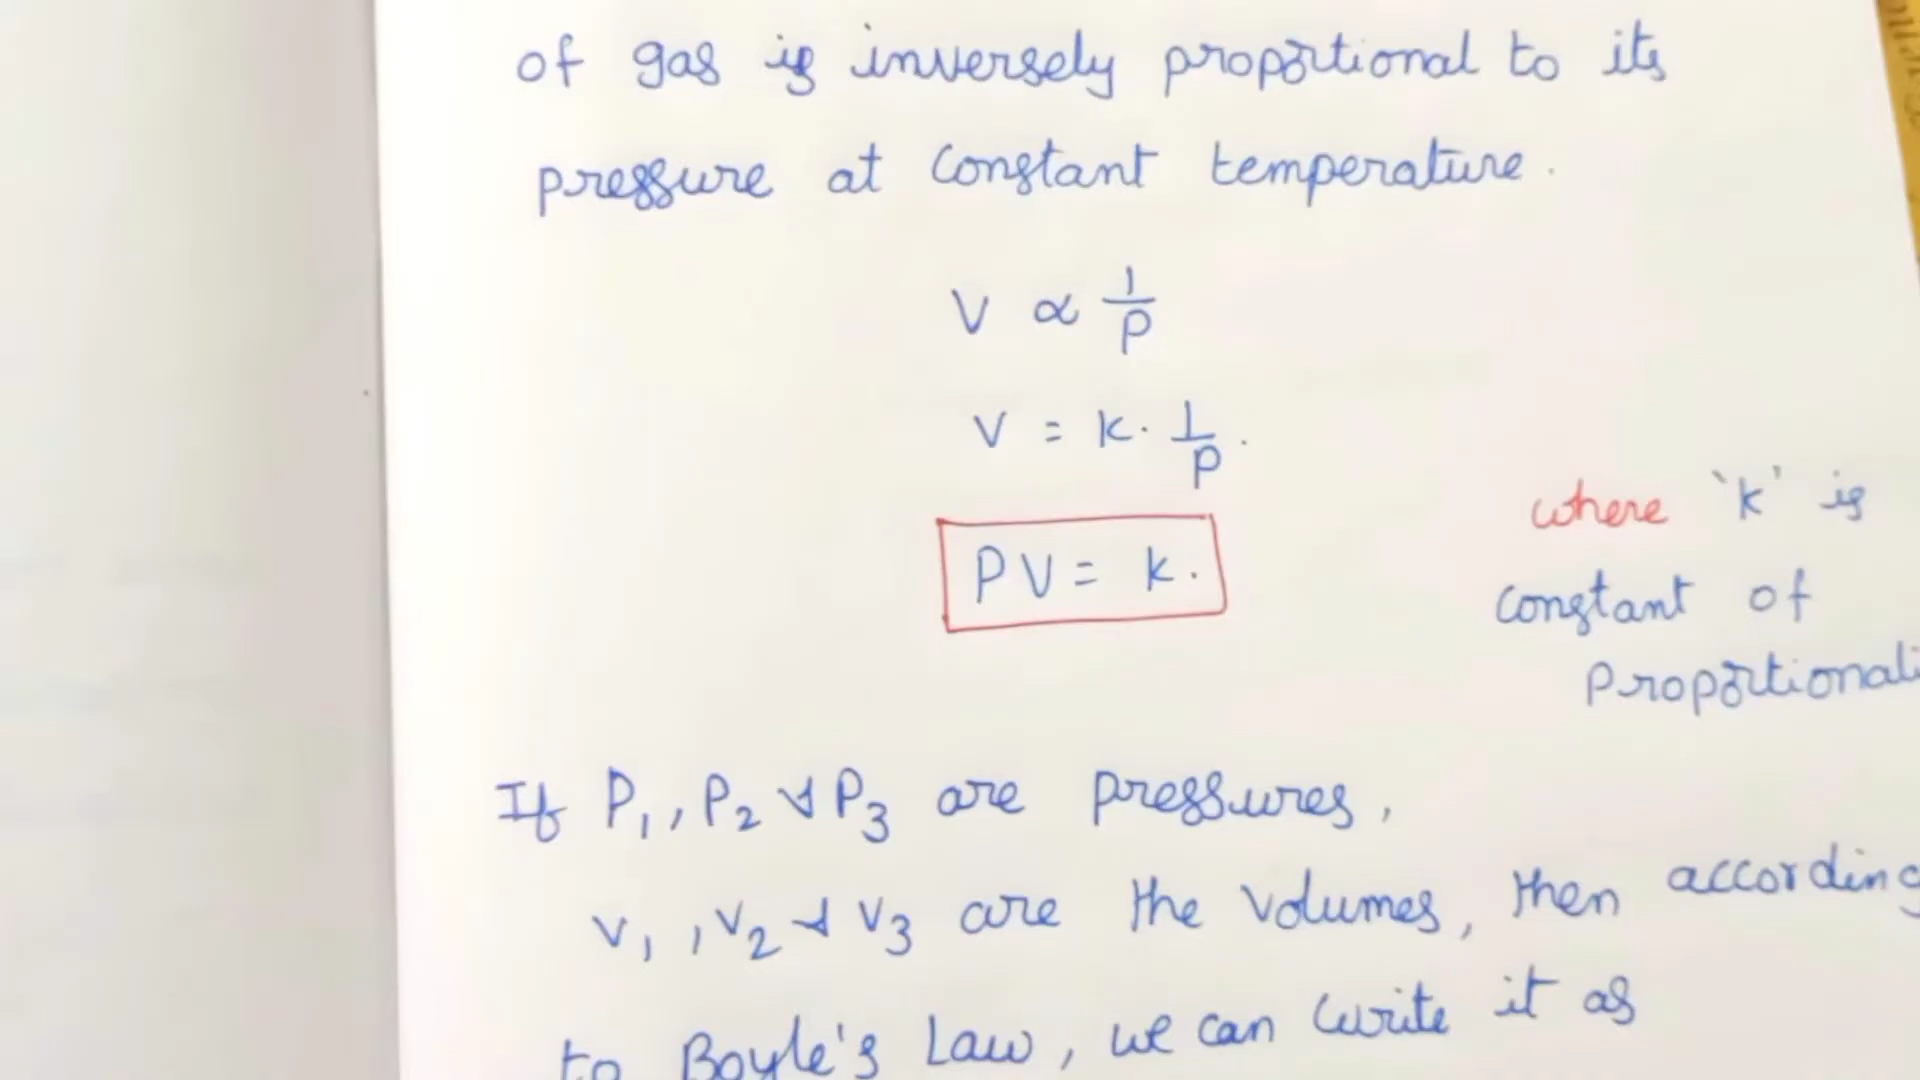 of gas is inversely proportional to its
pressure at constant temperature.
V ∝ 1/P
V = k. 1/P.
PV = k.
where 'k' is
constant of
If P₁, P₂ & P₃ are pressures,
V₁, V₂ & V₃ are the volumes, then according
to Boyle's Law, we can write it as